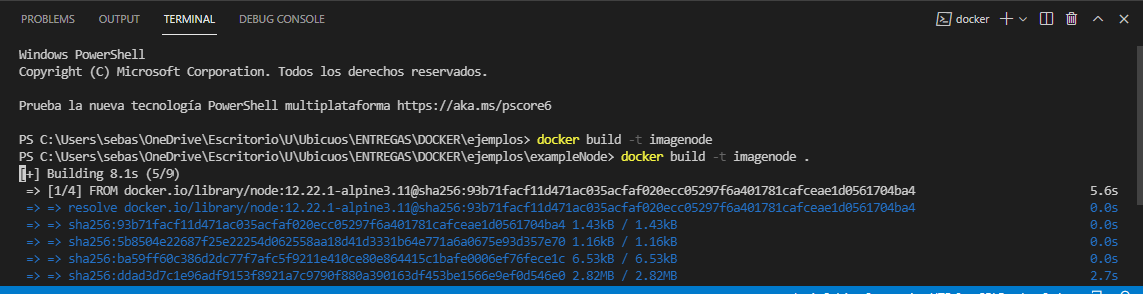 PROBLEMS OUTPUT TERMINAL DEBUG CONSOLE docker
Windows PowerShell
Copyright (C) Microsoft Corporation. Todos los derechos reservados.
Prueba la nueva tecnología PowerShell multiplataforma https://aka.ms/pscore6
PS C:\Users\sebas\OneDrive\Escritorio\U\Ubicuos\ENTREGAS\DOCKER\ejemplos> docker build -t imagenode
PS C:\Users\sebas\OneDrive\Escritorio\U\Ubicuos\ENTREGAS\DOCKER\ejemplos\exampleNode> docker build -t imagenode .
[+] Building 8.1s (5/9)
=> [1/4] FROM docker.io/library/node:12.22.1-alpine3.11@sha256:93b71facf11d471ac035acfaf020ecc05297f6a401781cafceae1d0561704ba4 5.6s
=> => resolve docker.io/library/node:12.22.1-alpine3.11@sha256:93b71facf11d471ac035acfaf020ecc05297f6a401781cafceae1d0561704ba4 0.0s
=> => sha256:93b71facf11d471ac035acfaf020ecc05297f6a401781cafceae1d0561704ba4 1.43kB / 1.43kB 0.0s
=> => sha256:5b8504e22687f25e22254d062558aa18d41d3331b64e771a6a0675e93d357e70 1.16kB / 1.16kB 0.0s
=> => sha256:ba59ff60c386d2dc77f7afc5f9211e410ce80e864415c1bafe0006ef76fece1c 6.53kB / 6.53kB 0.0s
=> => sha256:ddad3d7c1e96adf9153f8921a7c9790f880a390163df453be1566e9ef0d546e0 2.82MB / 2.82MB 2.7s